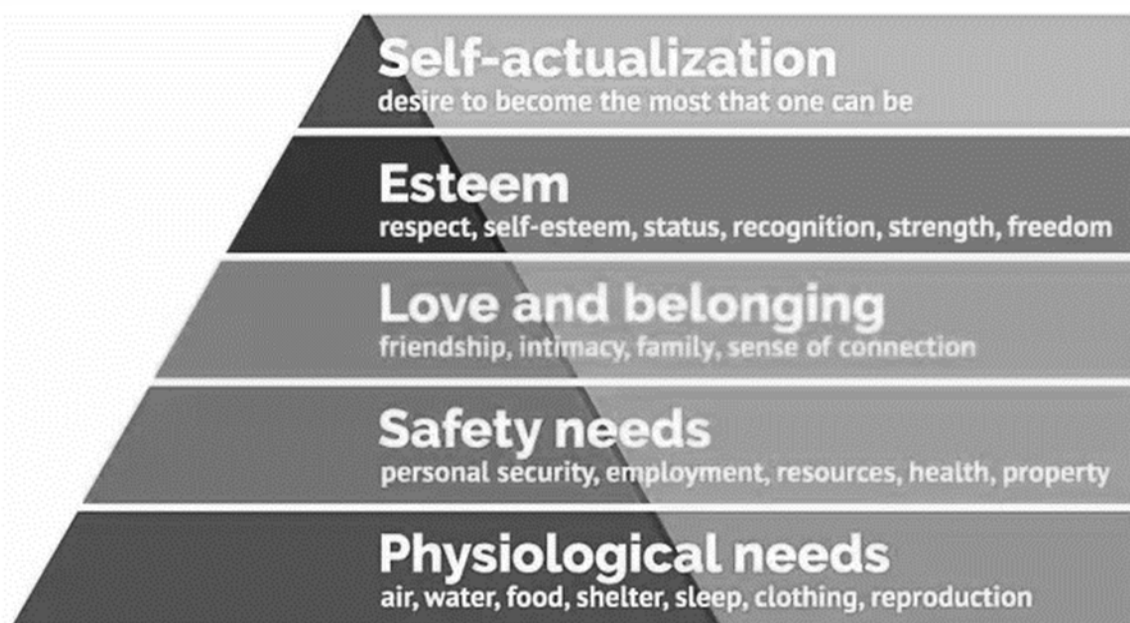 Self-actualization
desire to become the most that one can be
Esteem
respect, self-esteem, status, recognition, strength, freedom
Love and belonging
friendship, intimacy, family, sense of connection
Safety needs
personal security, employment, resources, health, property
Physiological needs
air, water, food, shelter, sleep, clothing, reproduction